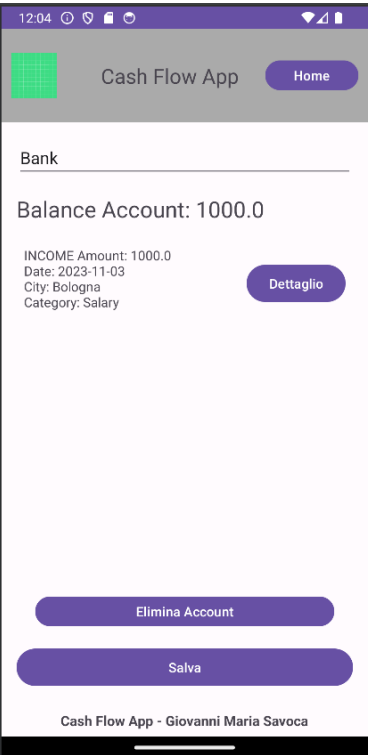 12:04
Cash Flow App
Home
Bank
Balance Account: 1000.0
INCOME Amount: 1000.0
Date: 2023-11-03
City: Bologna
Category: Salary
Dettaglio
Elimina Account
Salva
Cash Flow App - Giovanni Maria Savoca